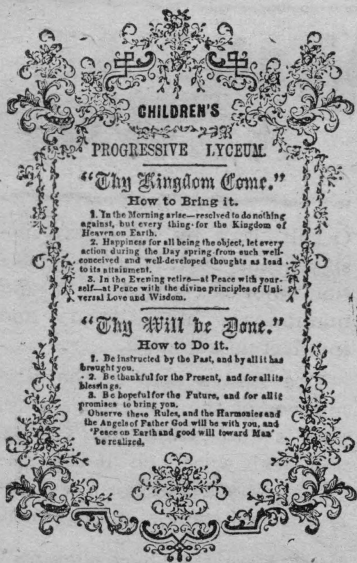 CHILDREN'S
PROGRESSIVE LYCEUM.
"Thy Kingdom Come."
How to Bring it.
1. In the Morning arise—resolved to do nothing
against, but every thing for the Kingdom of
Heaven on Earth.
2. Happiness for all being the object, let every
action during the Day spring from such well-
conceived and well-developed thoughts as lead
to its attainment.
3. In the Evening retire—at Peace with your-
self—at Peace with the divine principles of Uni-
versal Love and Wisdom.
"Thy Will be Done."
How to Do it.
1. Be instructed by the Past, and by all it has
brought you.
2. Be thankful for the Present, and for all its
blessings.
3. Be hopeful for the Future, and for all it
promises to bring you.
Observe these Rules, and the Harmonies and
the Angels of Father God will be with you, and
'Peace on Earth and good will toward Man'
be realized.